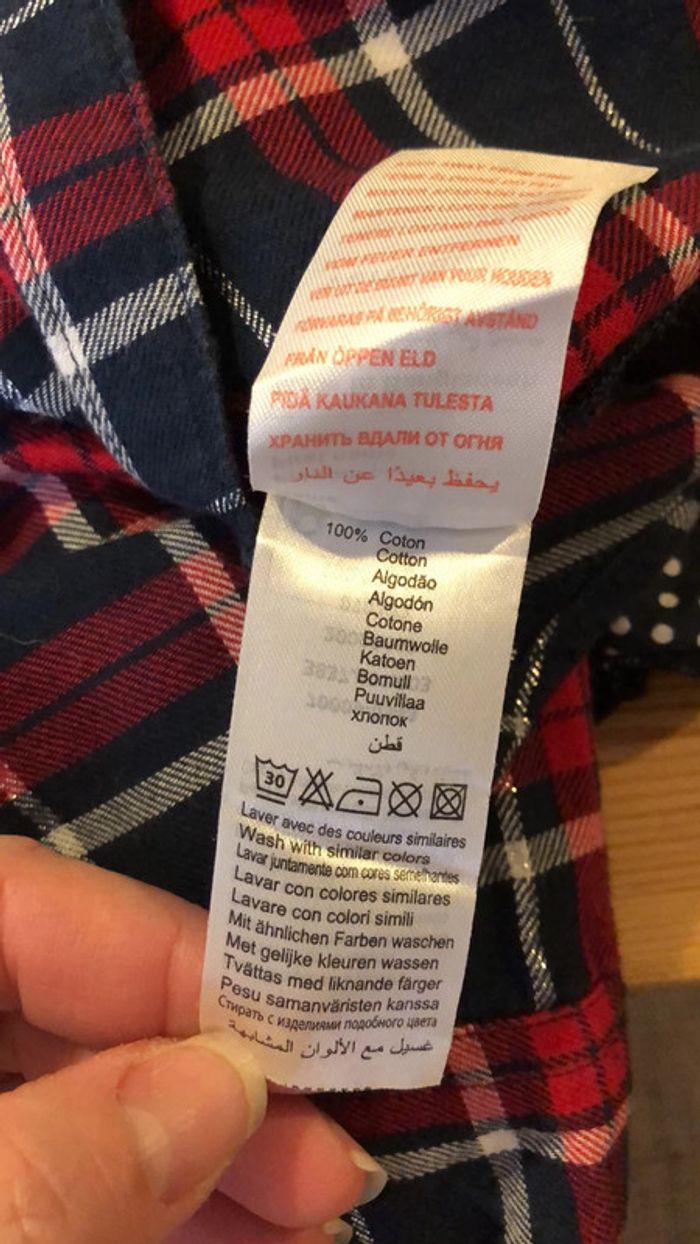 VOM FEUER ENTFERNEN
VER UIT DE BUURT VAN VUUR HOUDEN
FÖRVARAS PÅ BEHÖRIGT AVSTÅND
FRÅN ÖPPEN ELD
PIDÄ KAUKANA TULESTA
ХРАНИТЬ ВДАЛИ ОТ ОГНЯ
يحفظ بعيدًا عن النار
100% Coton
Cotton
Algodão
Algodón
Cotone
Baumwolle
Katoen
Bomull
Puuvillaa
хлопок
قطن
30
Laver avec des couleurs similaires
Wash with similar colors
Lavar juntamente com cores semelhantes
Lavar con colores similares
Lavare con colori simili
Mit ähnlichen Farben waschen
Met gelijke kleuren wassen
Tvättas med liknande färger
Pesu samanväristen kanssa
Стирать с изделиями подобного цвета
غسيل مع الألوان المشابهة